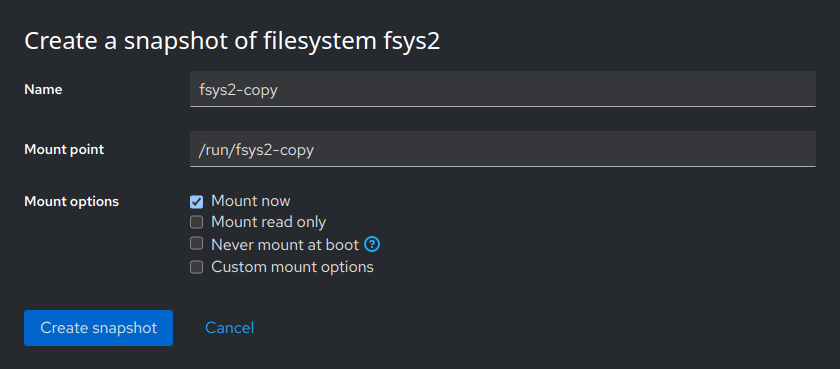 Create a snapshot of filesystem fsys2
Name fsys2-copy
Mount point /run/fsys2-copy
Mount options Mount now
Mount read only
Never mount at boot ?
Custom mount options
Create snapshot Cancel